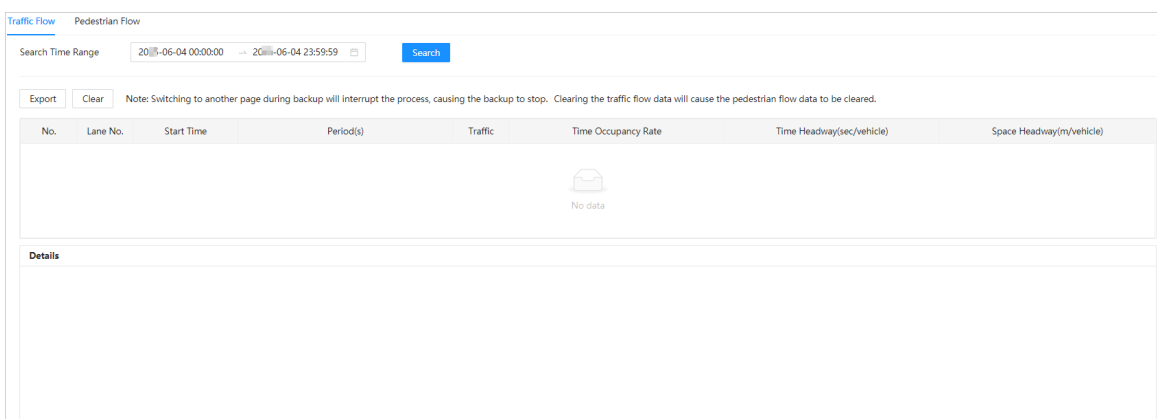 Traffic Flow Pedestrian Flow
Search Time Range -06-04 00:00:00 → -06-04 23:59:59 Search
Export Clear Note: Switching to another page during backup will interrupt the process, causing the backup to stop. Clearing the traffic flow data will cause the pedestrian flow data to be cleared.
No. Lane No. Start Time Period(s) Traffic Time Occupancy Rate Time Headway(sec/vehicle) Space Headway(m/vehicle)
No data
Details